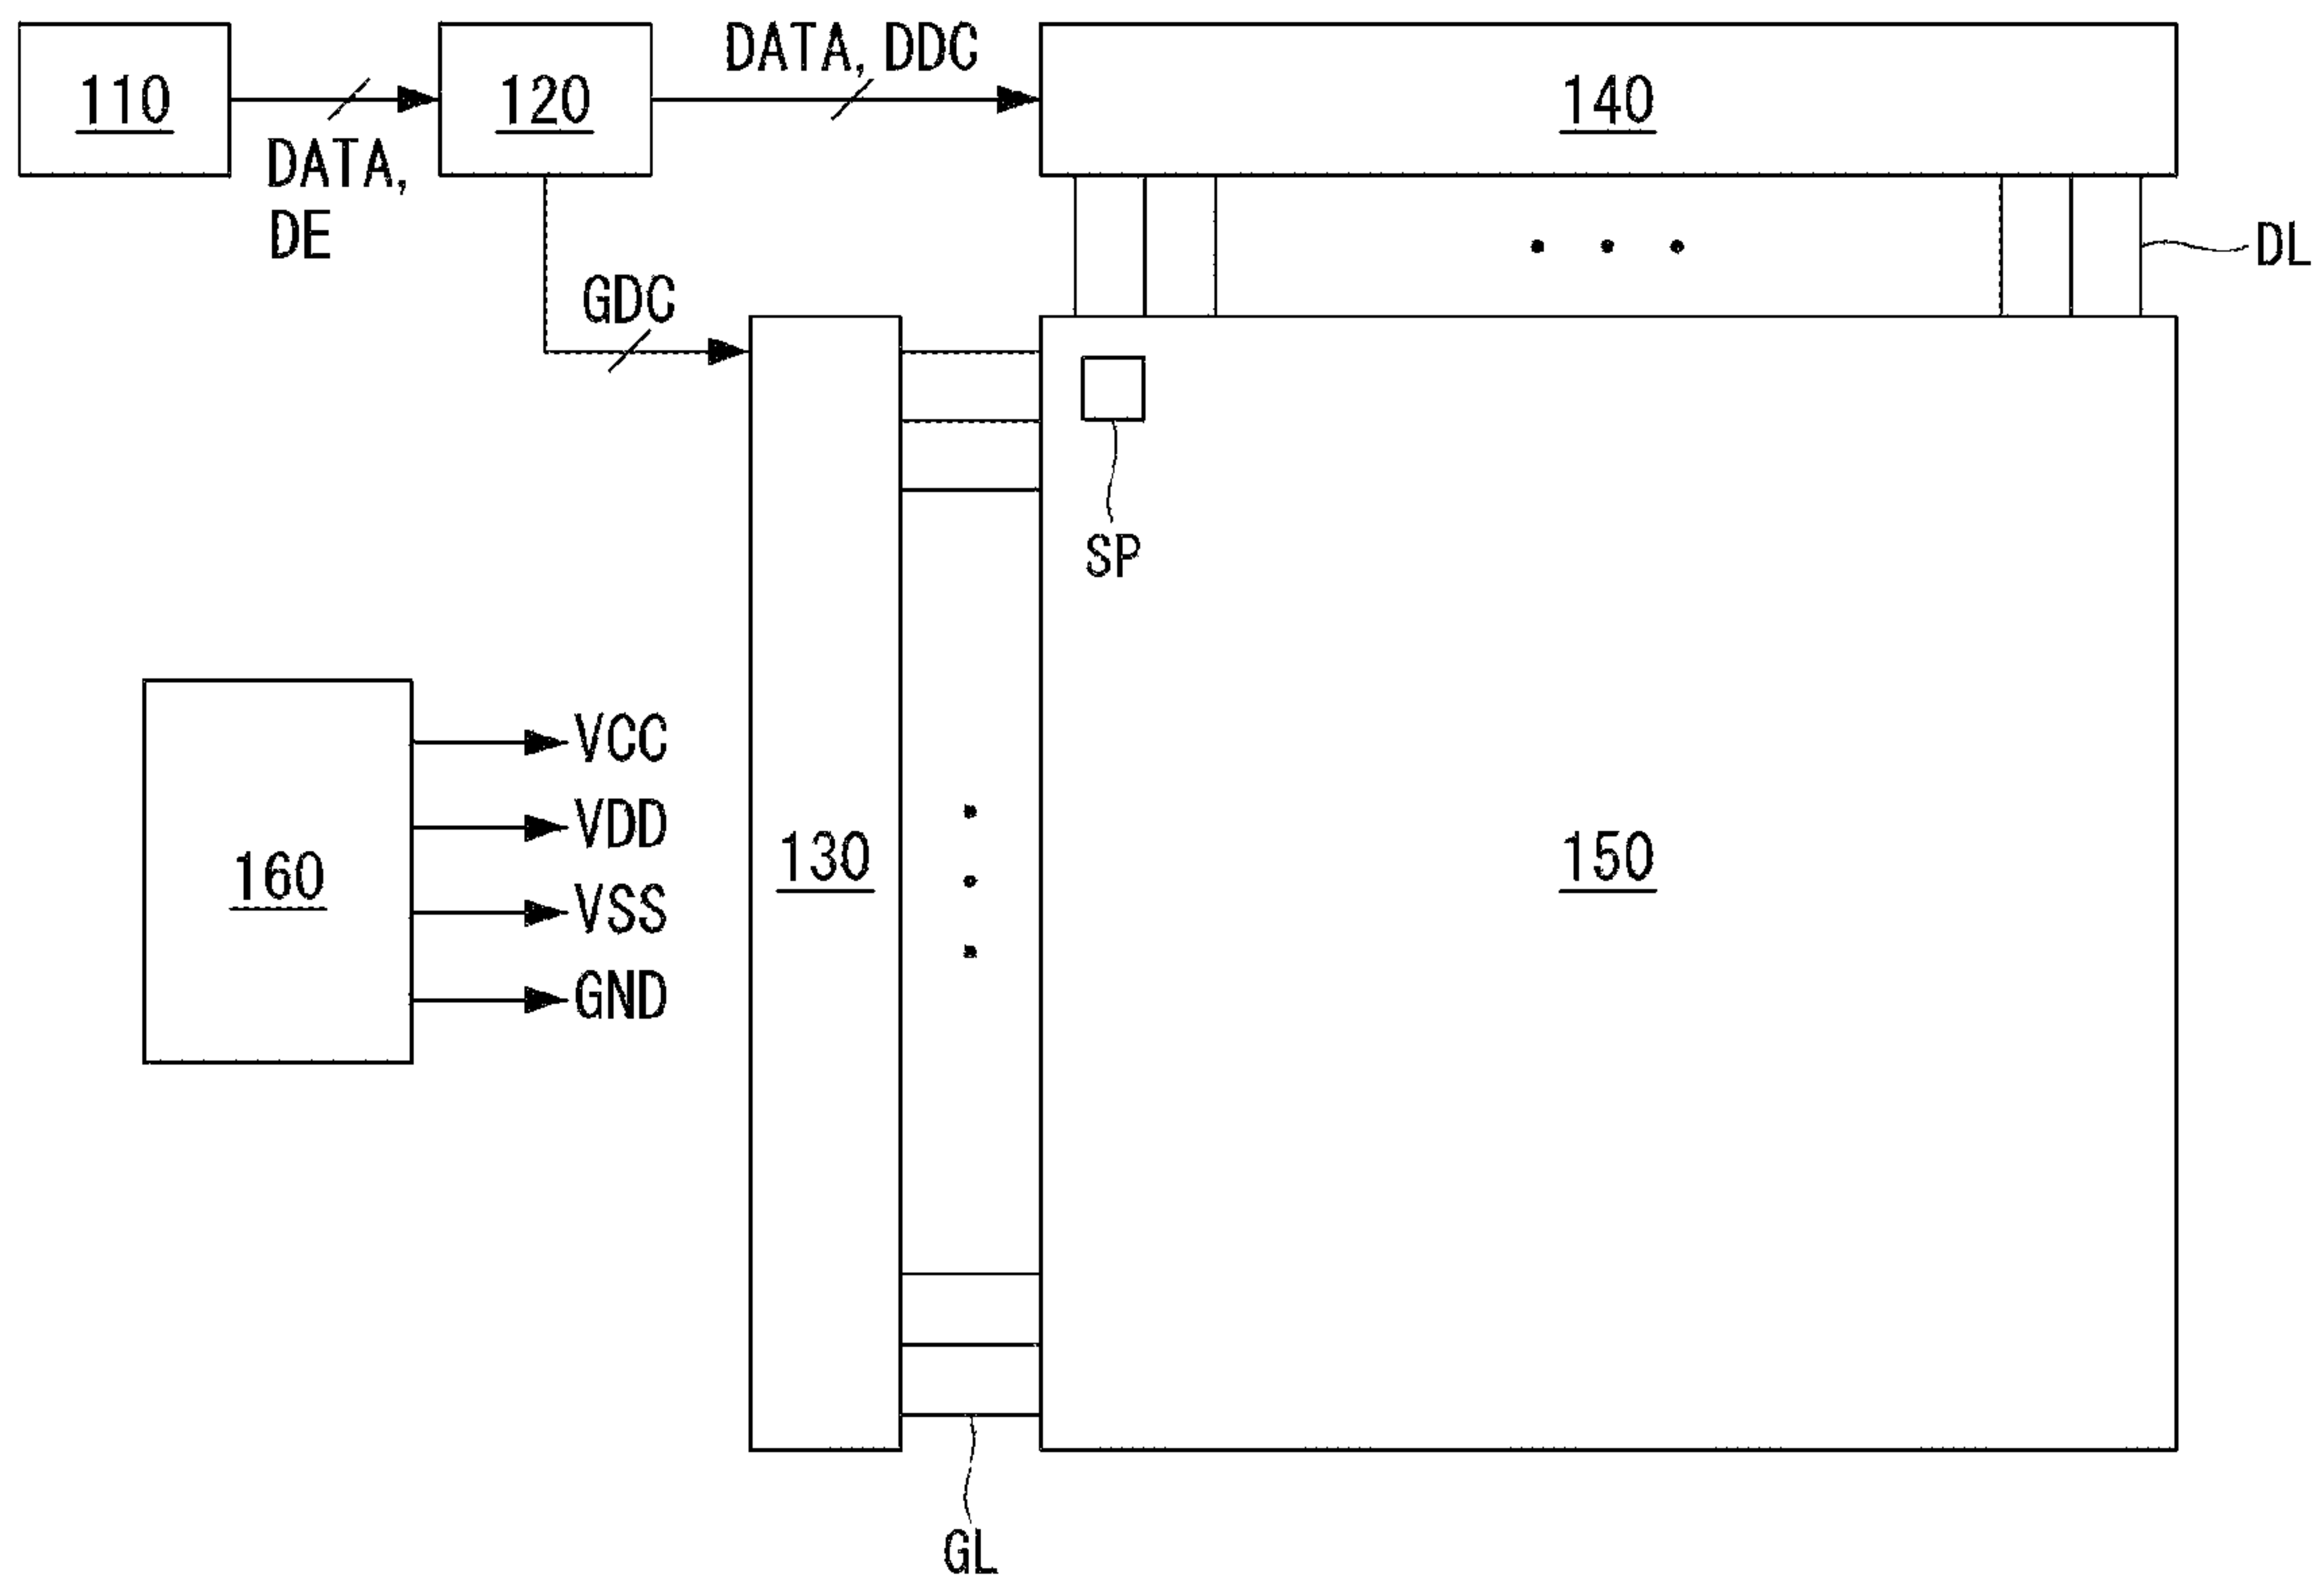 110
DATA,
DE
120
DATA, DDC
140
DL
GDC
SP
130
150
160
VCC
VDD
VSS
GND
GL